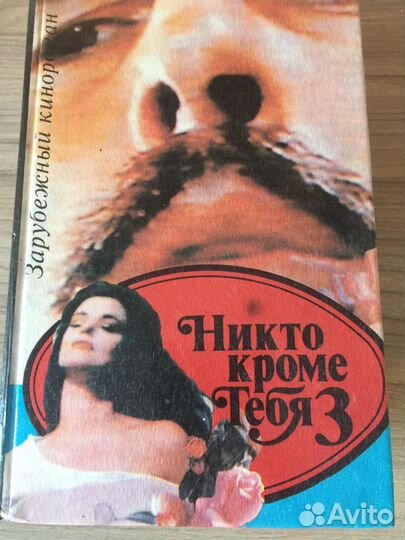 Зарубежный кинороман
Никто
кроме
Тебя 3
Avito